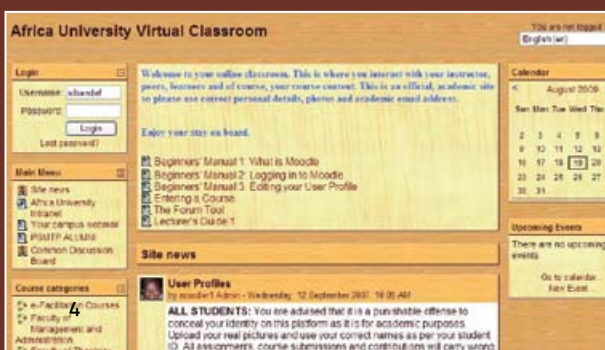 Africa University Virtual Classroom
You are not logged
English (en)
Login
Username: sibandaf
Password:
Login
Lost password?
Main Menu
Site news
Africa University
Intranet
Your campus webmail
PSMTP ALUMNI
Common Discussion
Board
Course categories
e-Facilitation Courses
4
Faculty of
Management and
Administration
Welcome to your online classroom. This is where you interact with your instructor,
peers, learners and of course, your course content. This is an official, academic site
so please use correct personal details, photos and academic email address.
Enjoy your stay on board.
Beginners' Manual 1: What is Moodle
Beginners' Manual 2: Logging in to Moodle
Beginners' Manual 3: Editing your User Profile
Entering a Course
The Forum Tool
Lecturer's Guide 1
Site news
User Profiles
by moodler1 Admin - Wednesday, 12 September 2007, 10:05 AM
ALL STUDENTS: You are advised that it is a punishable offense to
conceal your identity on this platform as it is for academic purposes.
Upload your real pictures and use your correct names as per your student
ID. All assignments, course submissions and contributions will carry wrong
Calendar
<
August 2009
Sun Mon Tue Wed Thu
2 3 4 5 6
9 10 11 12 13
16 17 18 19 20
23 24 25 26 27
30 31
Upcoming Events
There are no upcoming
events
Go to calendar...
New Event...